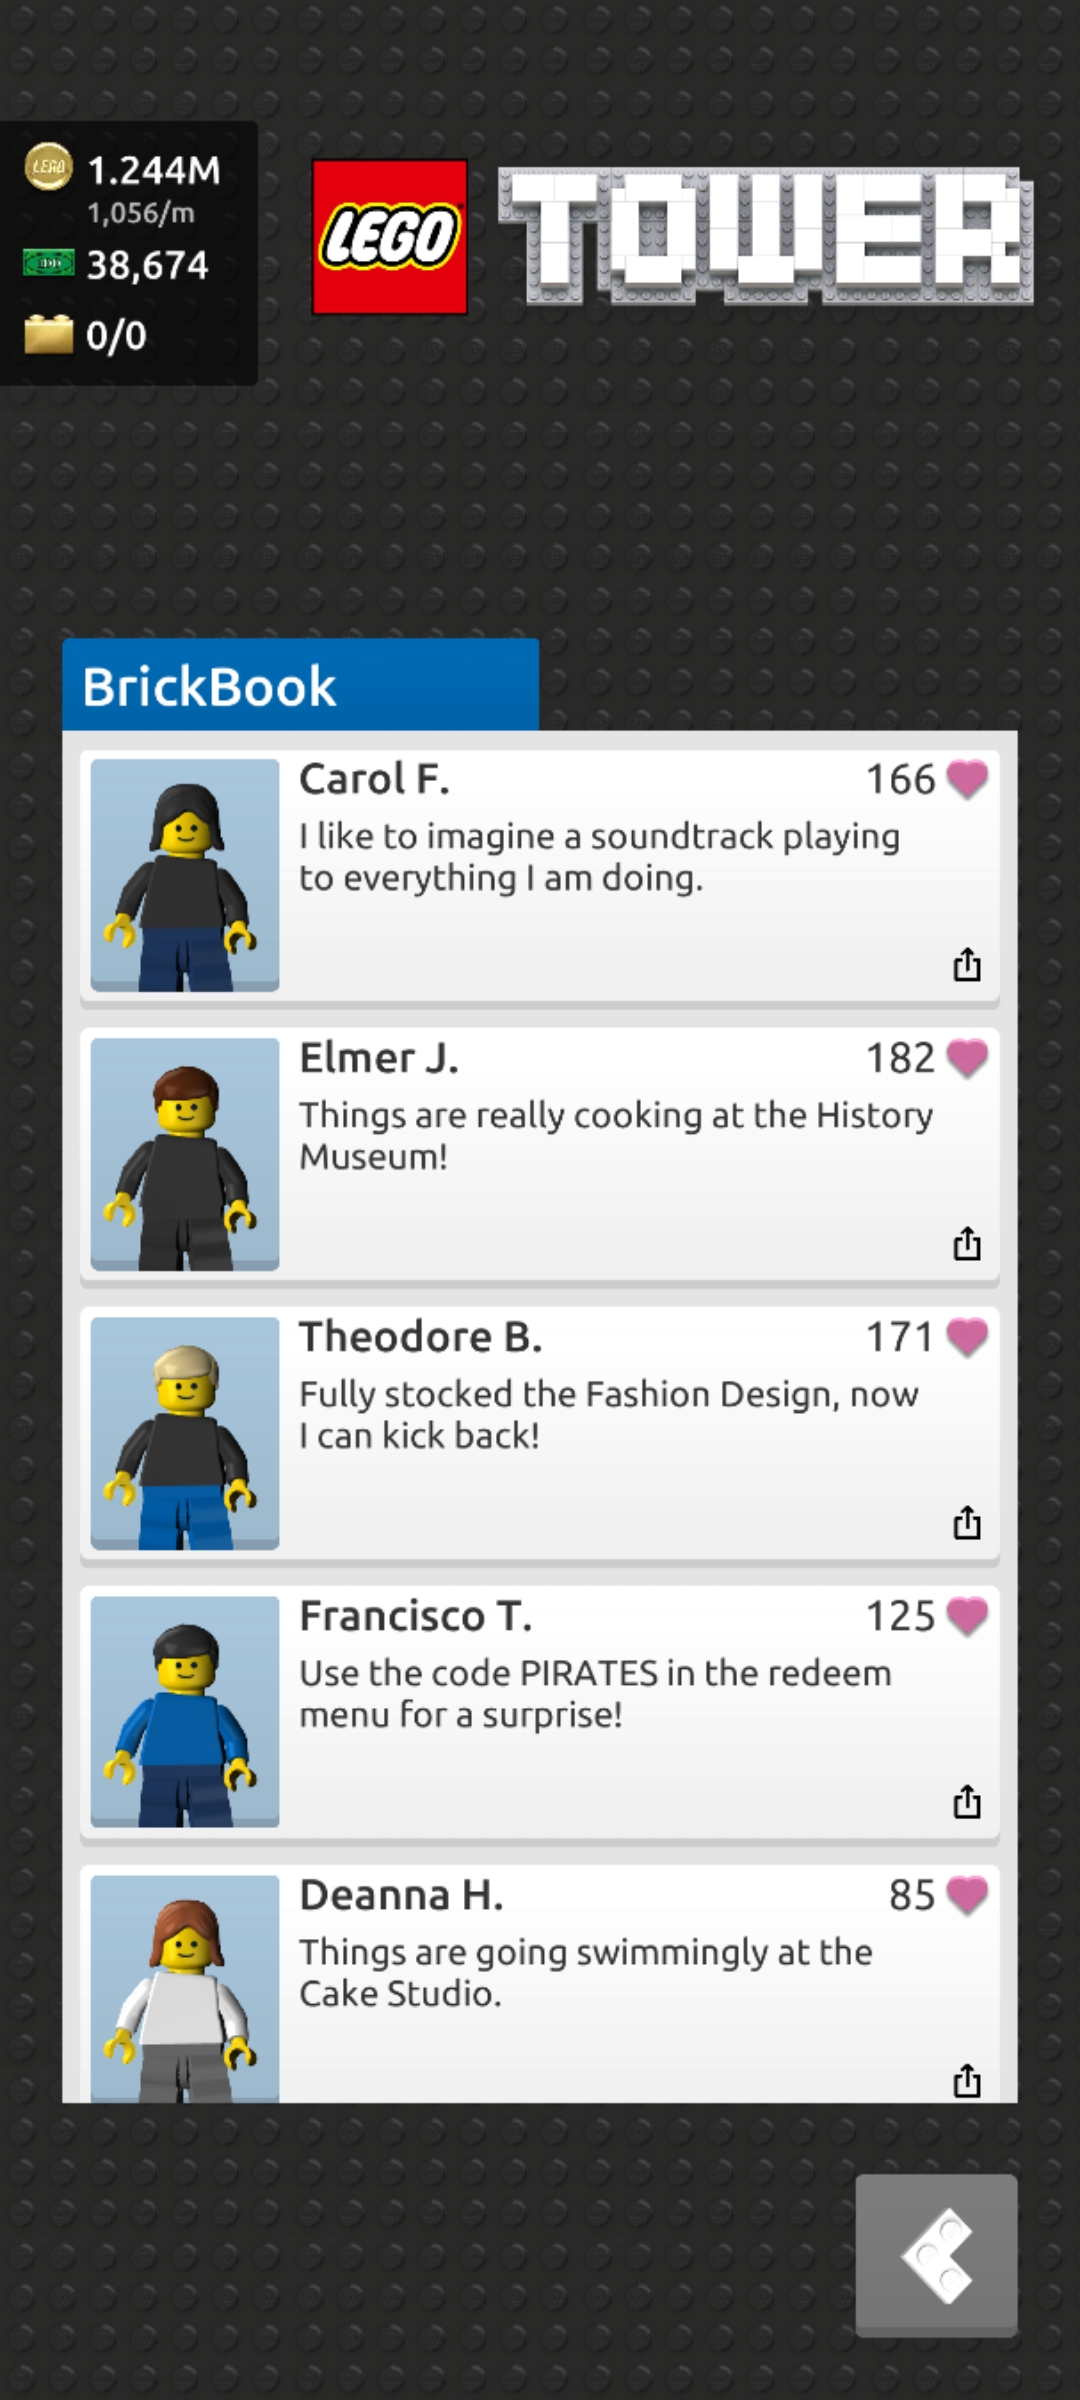 LEGO
1.244M
1,056/m
38,674
0/0
LEGO
TOWER
BrickBook
Carol F.
166
I like to imagine a soundtrack playing
to everything I am doing.
Elmer J.
182
Things are really cooking at the History
Museum!
Theodore B.
171
Fully stocked the Fashion Design, now
I can kick back!
Francisco T.
125
Use the code PIRATES in the redeem
menu for a surprise!
Deanna H.
85
Things are going swimmingly at the
Cake Studio.